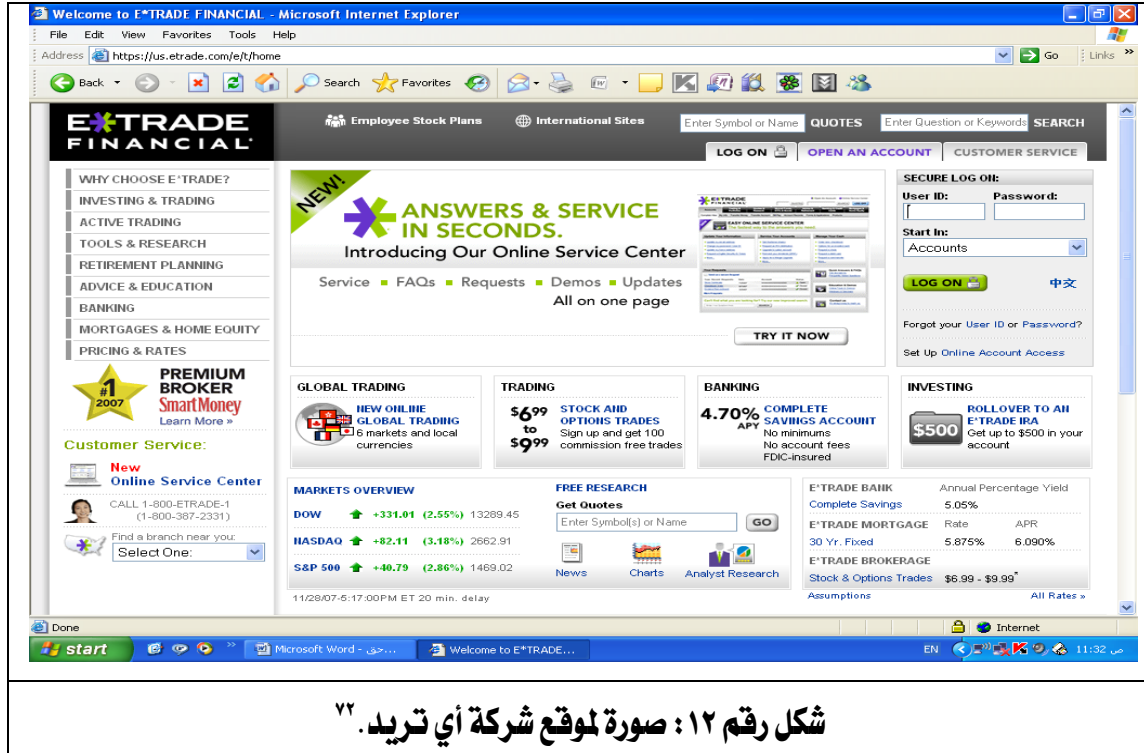 Welcome to E*TRADE FINANCIAL - Microsoft Internet Explorer
File Edit View Favorites Tools Help
Address https://us.etrade.com/e/t/home Go Links »
Back Search Favorites
E*TRADE FINANCIAL
Employee Stock Plans International Sites Enter Symbol or Name QUOTES Enter Question or Keywords SEARCH
LOG ON OPEN AN ACCOUNT CUSTOMER SERVICE
WHY CHOOSE E*TRADE?
INVESTING & TRADING
ACTIVE TRADING
TOOLS & RESEARCH
RETIREMENT PLANNING
ADVICE & EDUCATION
BANKING
MORTGAGES & HOME EQUITY
PRICING & RATES
#1 2007
PREMIUM
BROKER
SmartMoney
Learn More »
Customer Service:
New
Online Service Center
CALL 1-800-ETRADE-1
(1-800-387-2331)
Find a branch near you:
Select One:
NEW!
ANSWERS & SERVICE
IN SECONDS.
Introducing Our Online Service Center
Service FAQs Requests Demos Updates
All on one page
TRY IT NOW
SECURE LOG ON:
User ID: Password:
Start In:
Accounts
LOG ON 中文
Forgot your User ID or Password?
Set Up Online Account Access
GLOBAL TRADING
NEW ONLINE
GLOBAL TRADING
6 markets and local
currencies
TRADING
$6.99 to $9.99
STOCK AND
OPTIONS TRADES
Sign up and get 100
commission free trades
BANKING
4.70% APY
COMPLETE
SAVINGS ACCOUNT
No minimums
No account fees
FDIC-insured
INVESTING
$500
ROLLOVER TO AN
E*TRADE IRA
Get up to $500 in your
account
MARKETS OVERVIEW
DOW +331.01 (2.55%) 13289.45
NASDAQ +82.11 (3.18%) 2662.91
S&P 500 +40.79 (2.86%) 1469.02
11/28/07-5:17:00PM ET 20 min. delay
FREE RESEARCH
Get Quotes
Enter Symbol(s) or Name GO
News Charts Analyst Research
E*TRADE BANK Annual Percentage Yield
Complete Savings 5.05%
E*TRADE MORTGAGE Rate APR
30 Yr. Fixed 5.875% 6.090%
E*TRADE BROKERAGE
Stock & Options Trades $6.99 - $9.99*
Assumptions All Rates »
Done Internet
start Microsoft Word - حق... Welcome to E*TRADE... EN 11:32 ص
شكل رقم ١٢ : صورة لموقع شركة أي تريد.٧٢